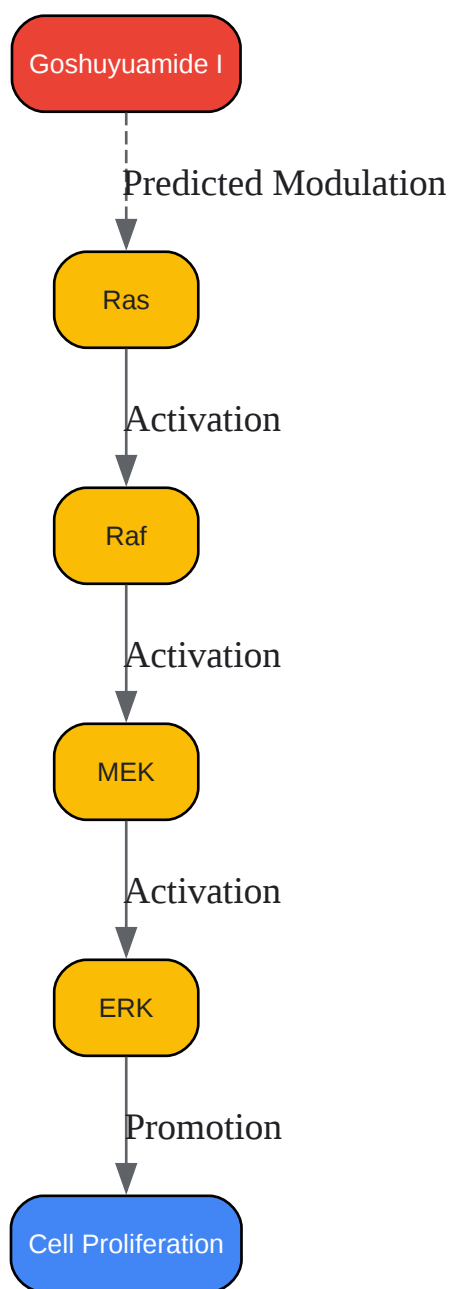 Goshuyuamide I
Predicted Modulation
Ras
Activation
Raf
Activation
MEK
Activation
ERK
Promotion
Cell Proliferation